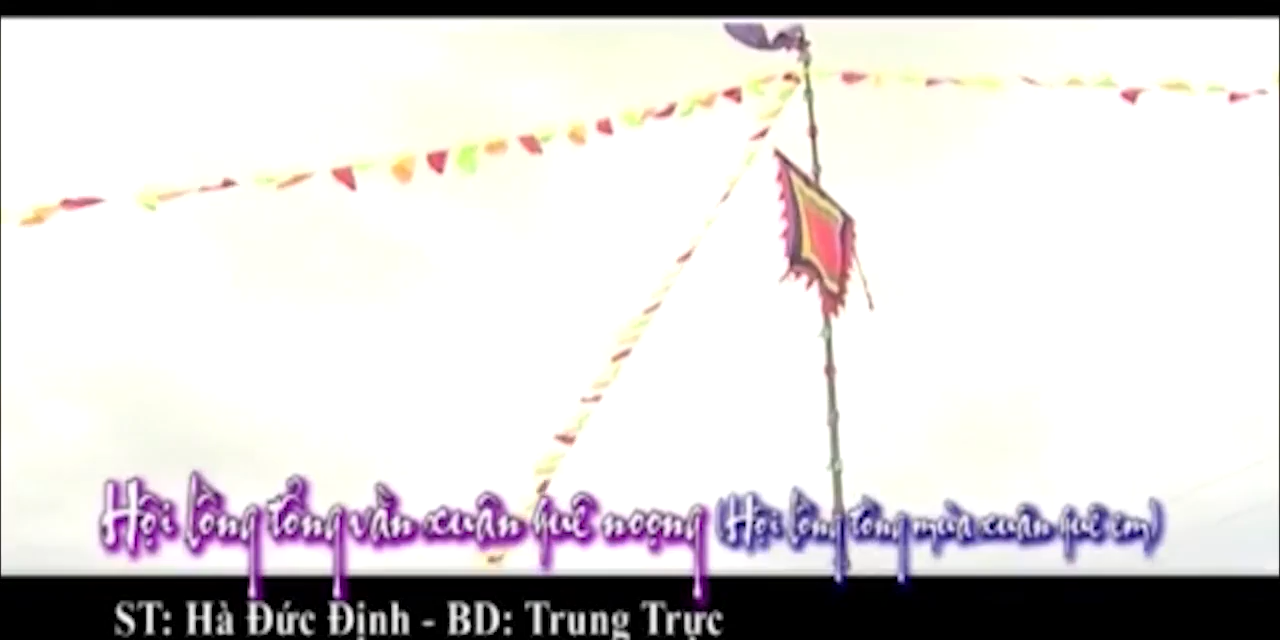 Hội lồng tổng vằn xuân quê noọng (Hội lồng tồng mùa xuân quê em)
ST: Hà Đức Định - BD: Trung Trực